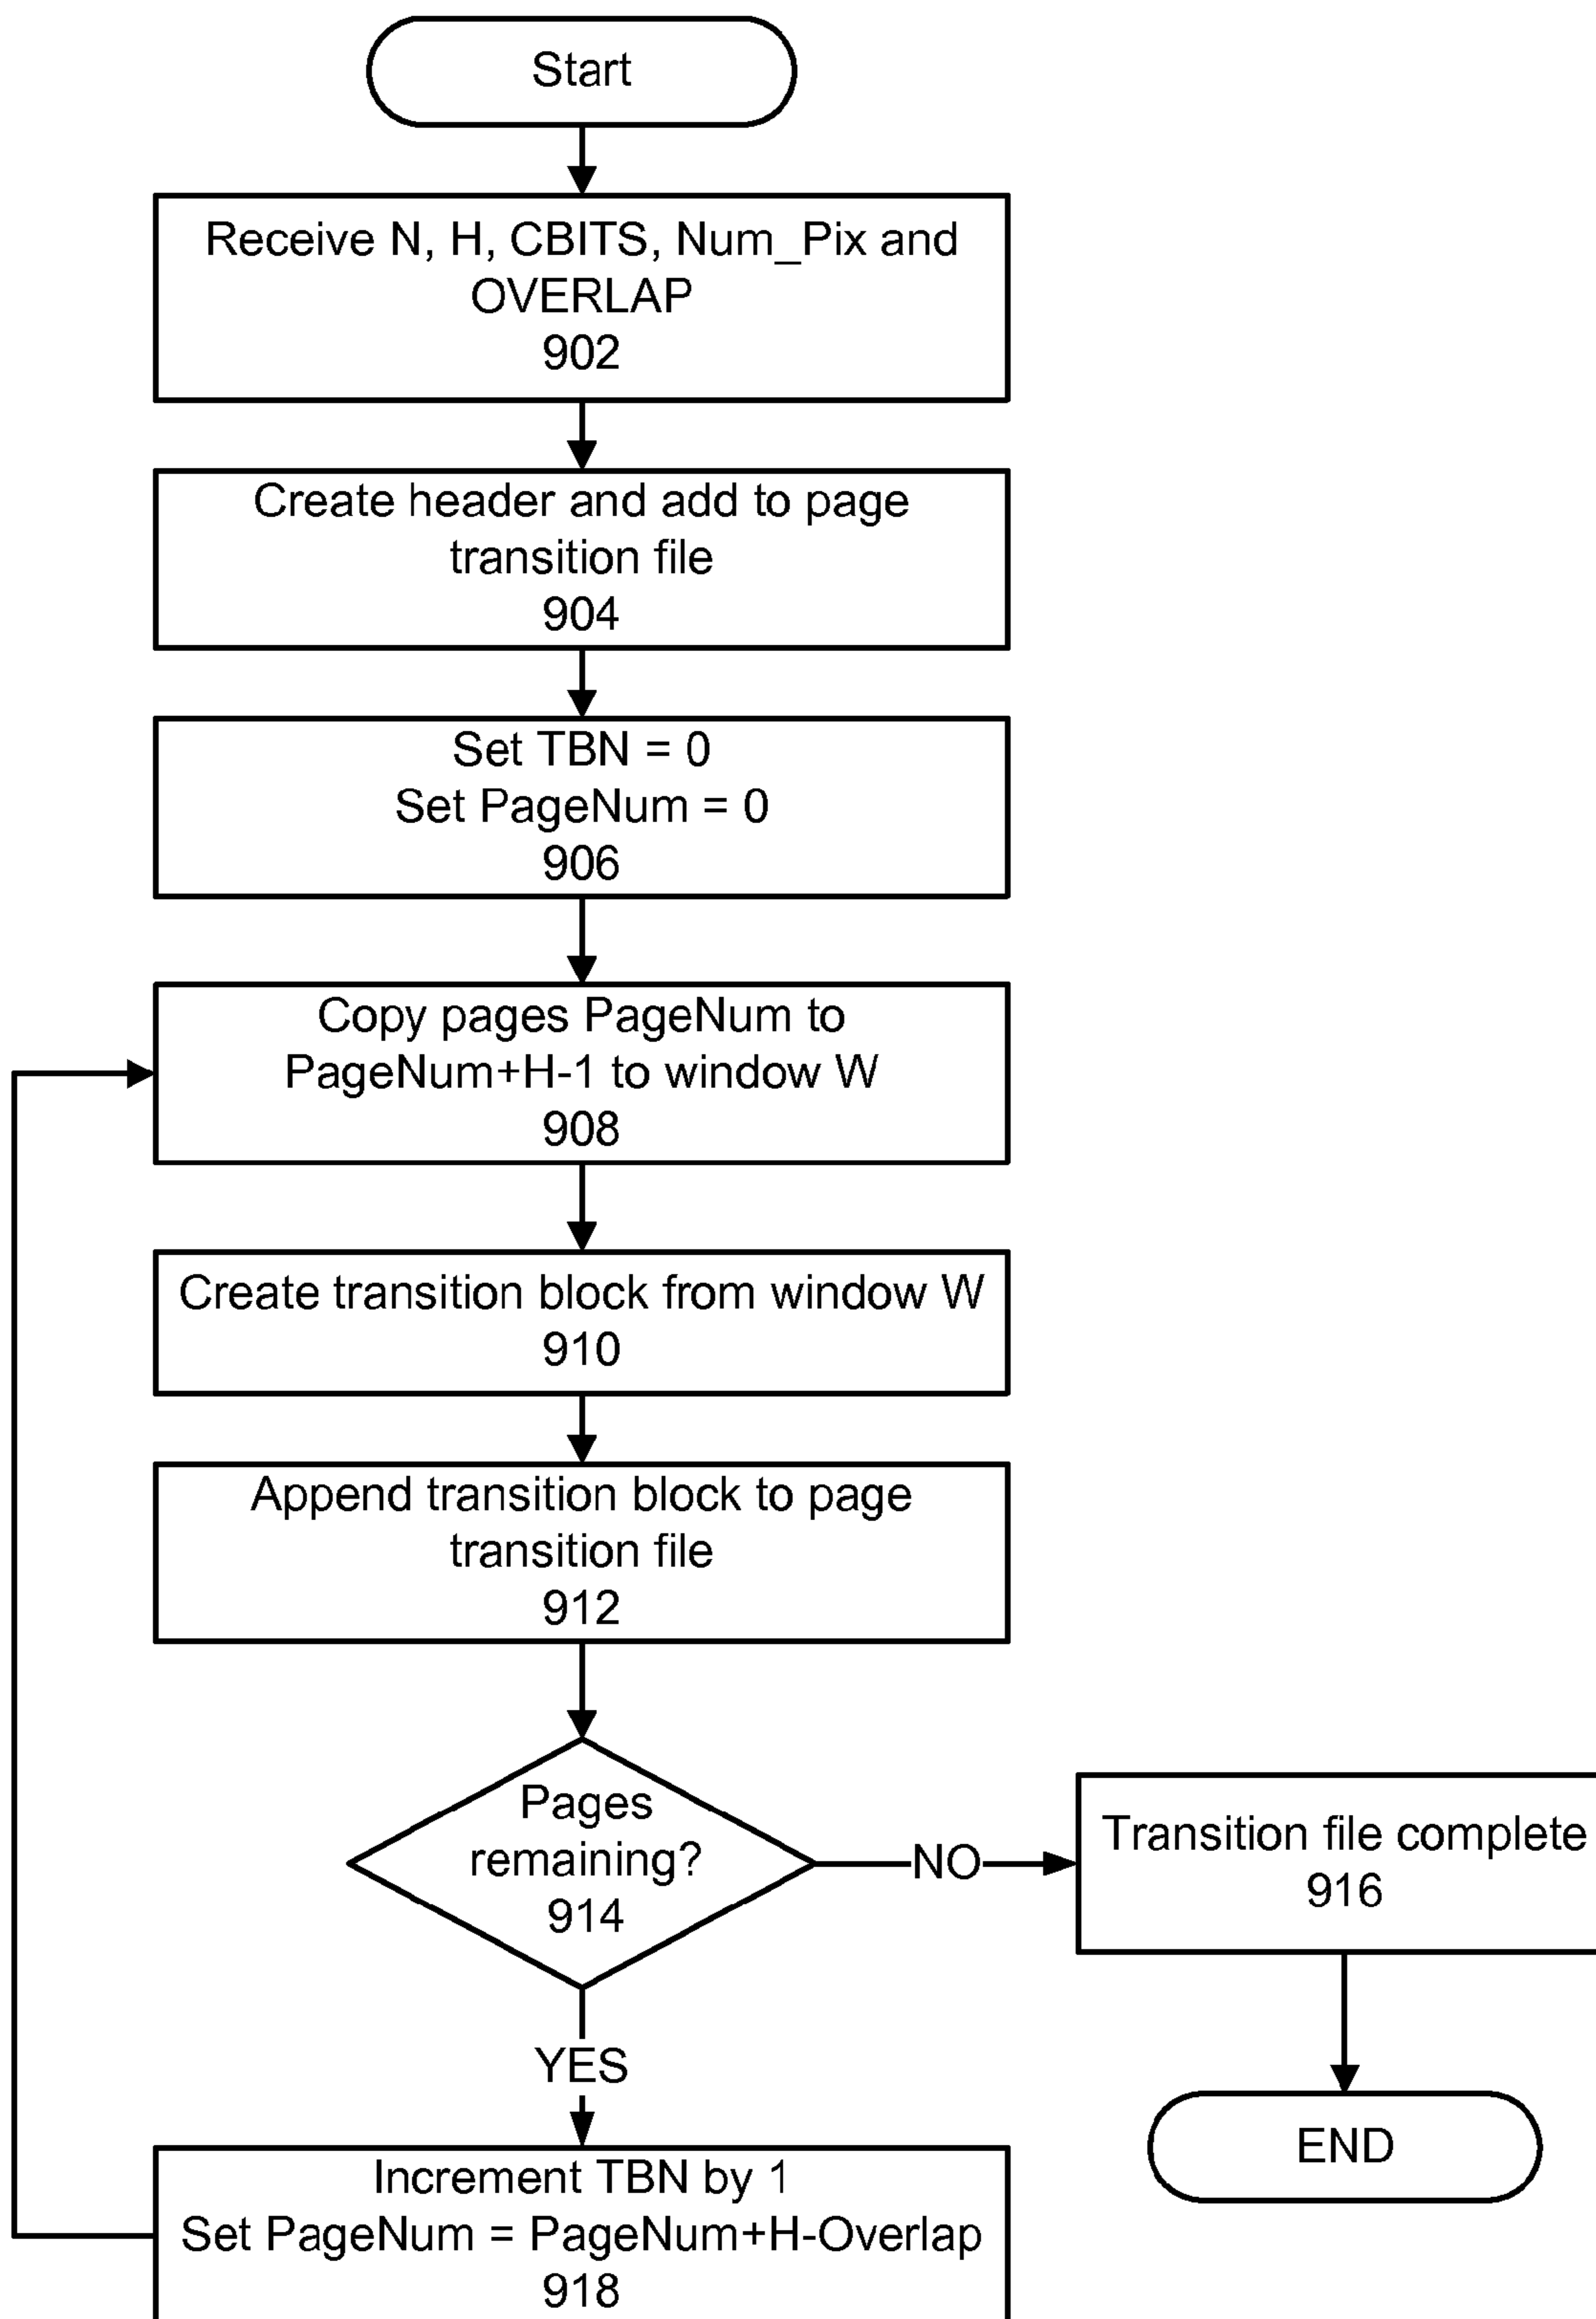 Start
Receive N, H, CBITS, Num_Pix and
OVERLAP
902
Create header and add to page
transition file
904
Set TBN = 0
Set PageNum = 0
906
Copy pages PageNum to
PageNum+H-1 to window W
908
Create transition block from window W
910
Append transition block to page
transition file
912
Pages
remaining?
914
NO
Transition file complete
916
YES
END
Increment TBN by 1
Set PageNum = PageNum+H-Overlap
918